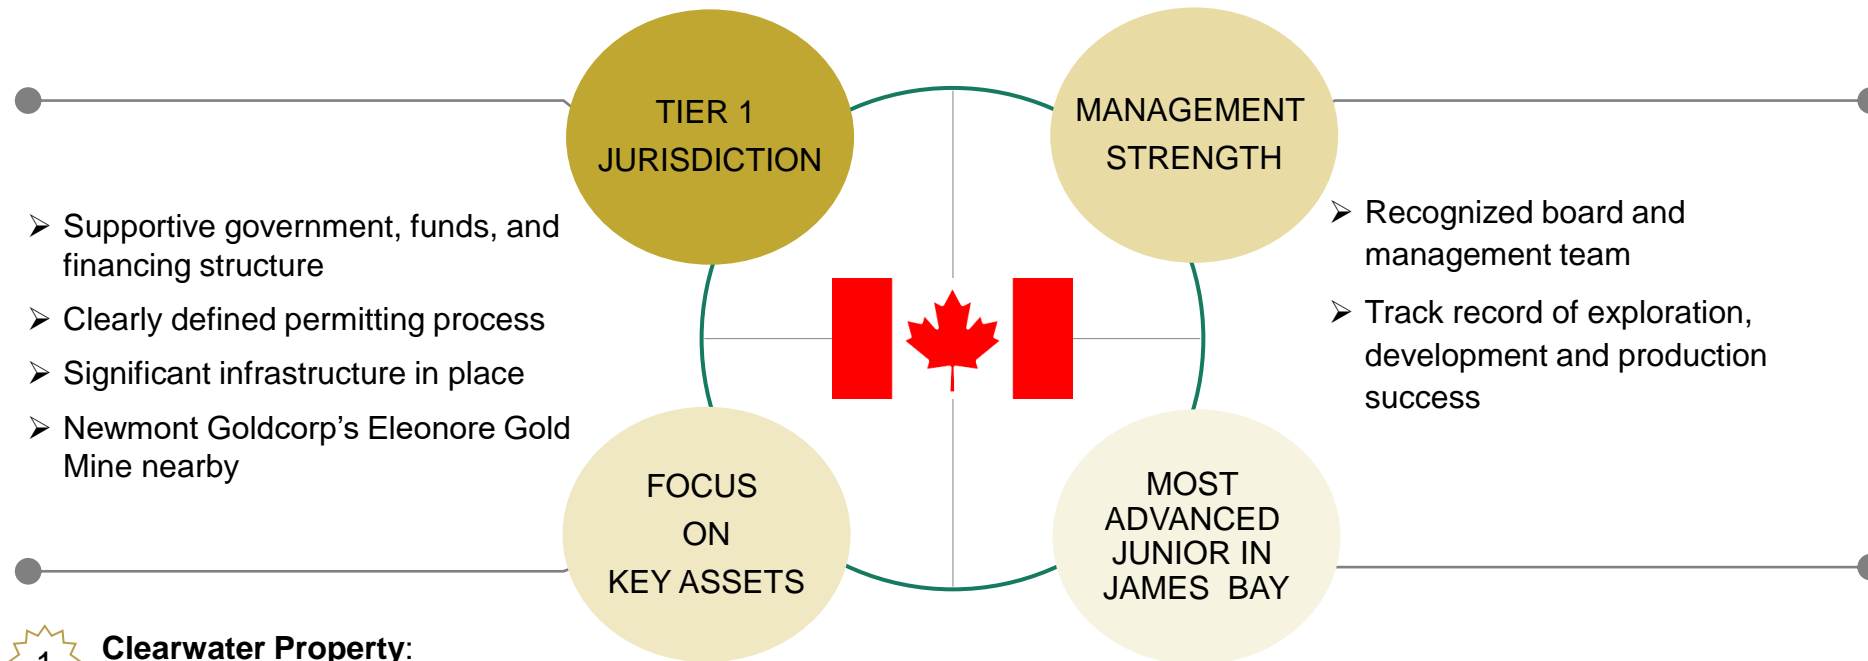 TIER 1
JURISDICTION
MANAGEMENT
STRENGTH
➢ Supportive government, funds, and
financing structure
➢ Clearly defined permitting process
➢ Significant infrastructure in place
➢ Newmont Goldcorp’s Eleonore Gold
Mine nearby
➢ Recognized board and
management team
➢ Track record of exploration,
development and production
success
FOCUS
ON
KEY ASSETS
MOST
ADVANCED
JUNIOR IN
JAMES BAY
1
Clearwater Property: